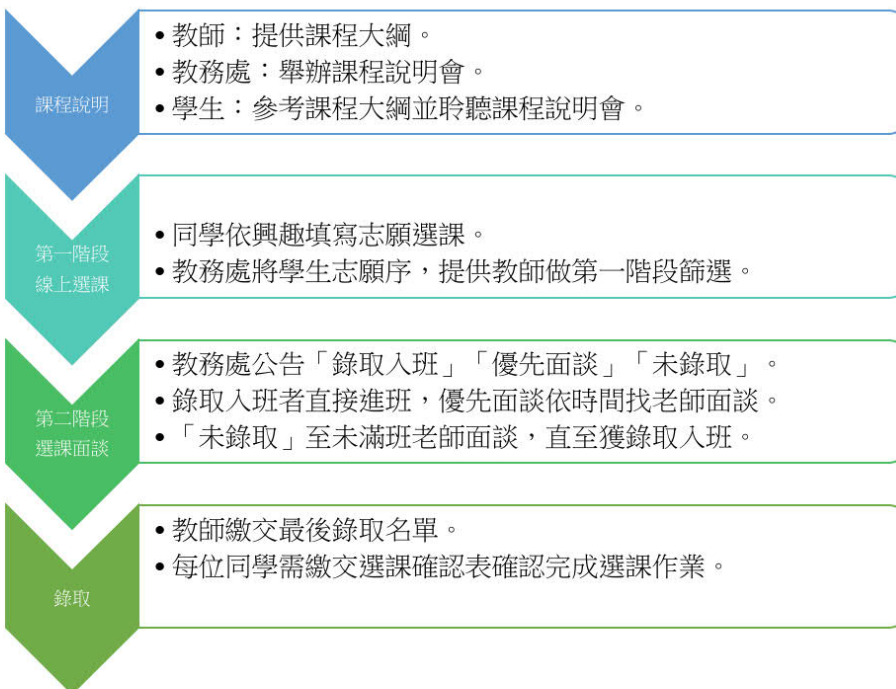 課程說明
•教師：提供課程大綱。
•教務處：舉辦課程說明會。
•學生：參考課程大綱並聆聽課程說明會。
第一階段
線上選課
•同學依興趣填寫志願選課。
•教務處將學生志願序，提供教師做第一階段篩選。
第二階段
選課面談
•教務處公告「錄取入班」「優先面談」「未錄取」。
•錄取入班者直接進班，優先面談依時間找老師面談。
•「未錄取」至未滿班老師面談，直至獲錄取入班。
錄取
•教師繳交最後錄取名單。
•每位同學需繳交選課確認表確認完成選課作業。